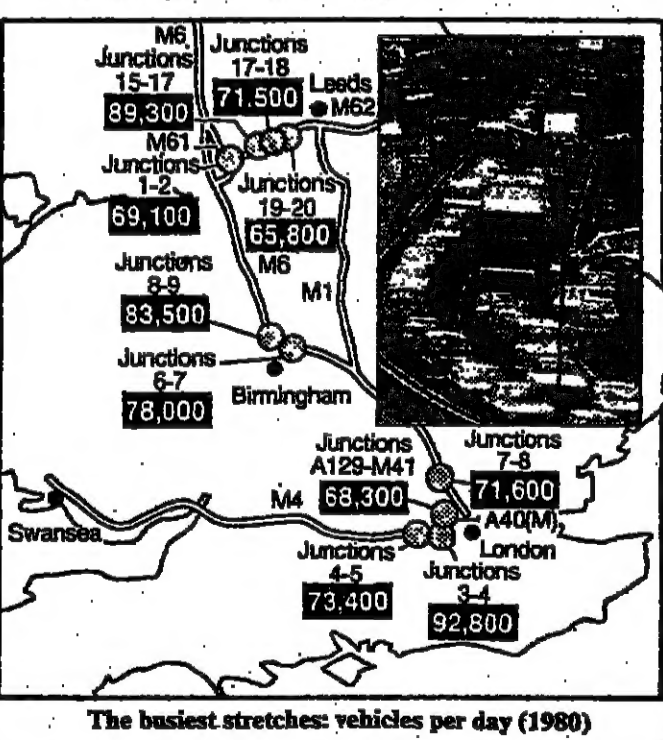 M6
Junctions
15-17
89,300
Junctions
17-18
71.500
Leeds
M62
M61
Junctions
1-2
69,100
Junctions
19-20
65,800
M6
M1
Junctions
8-9
83,500
Junctions
6-7
78,000
Birmingham
Junctions
A129-M41
68,300
Junctions
7-8
71,600
M4
Swansea
A40(M)
London
Junctions
4-5
73,400
Junctions
3-4
92,800
The busiest stretches: vehicles per day (1980)